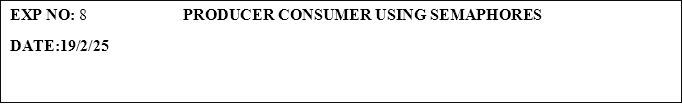 EXP NO: 8 PRODUCER CONSUMER USING SEMAPHORES
DATE:19/2/25